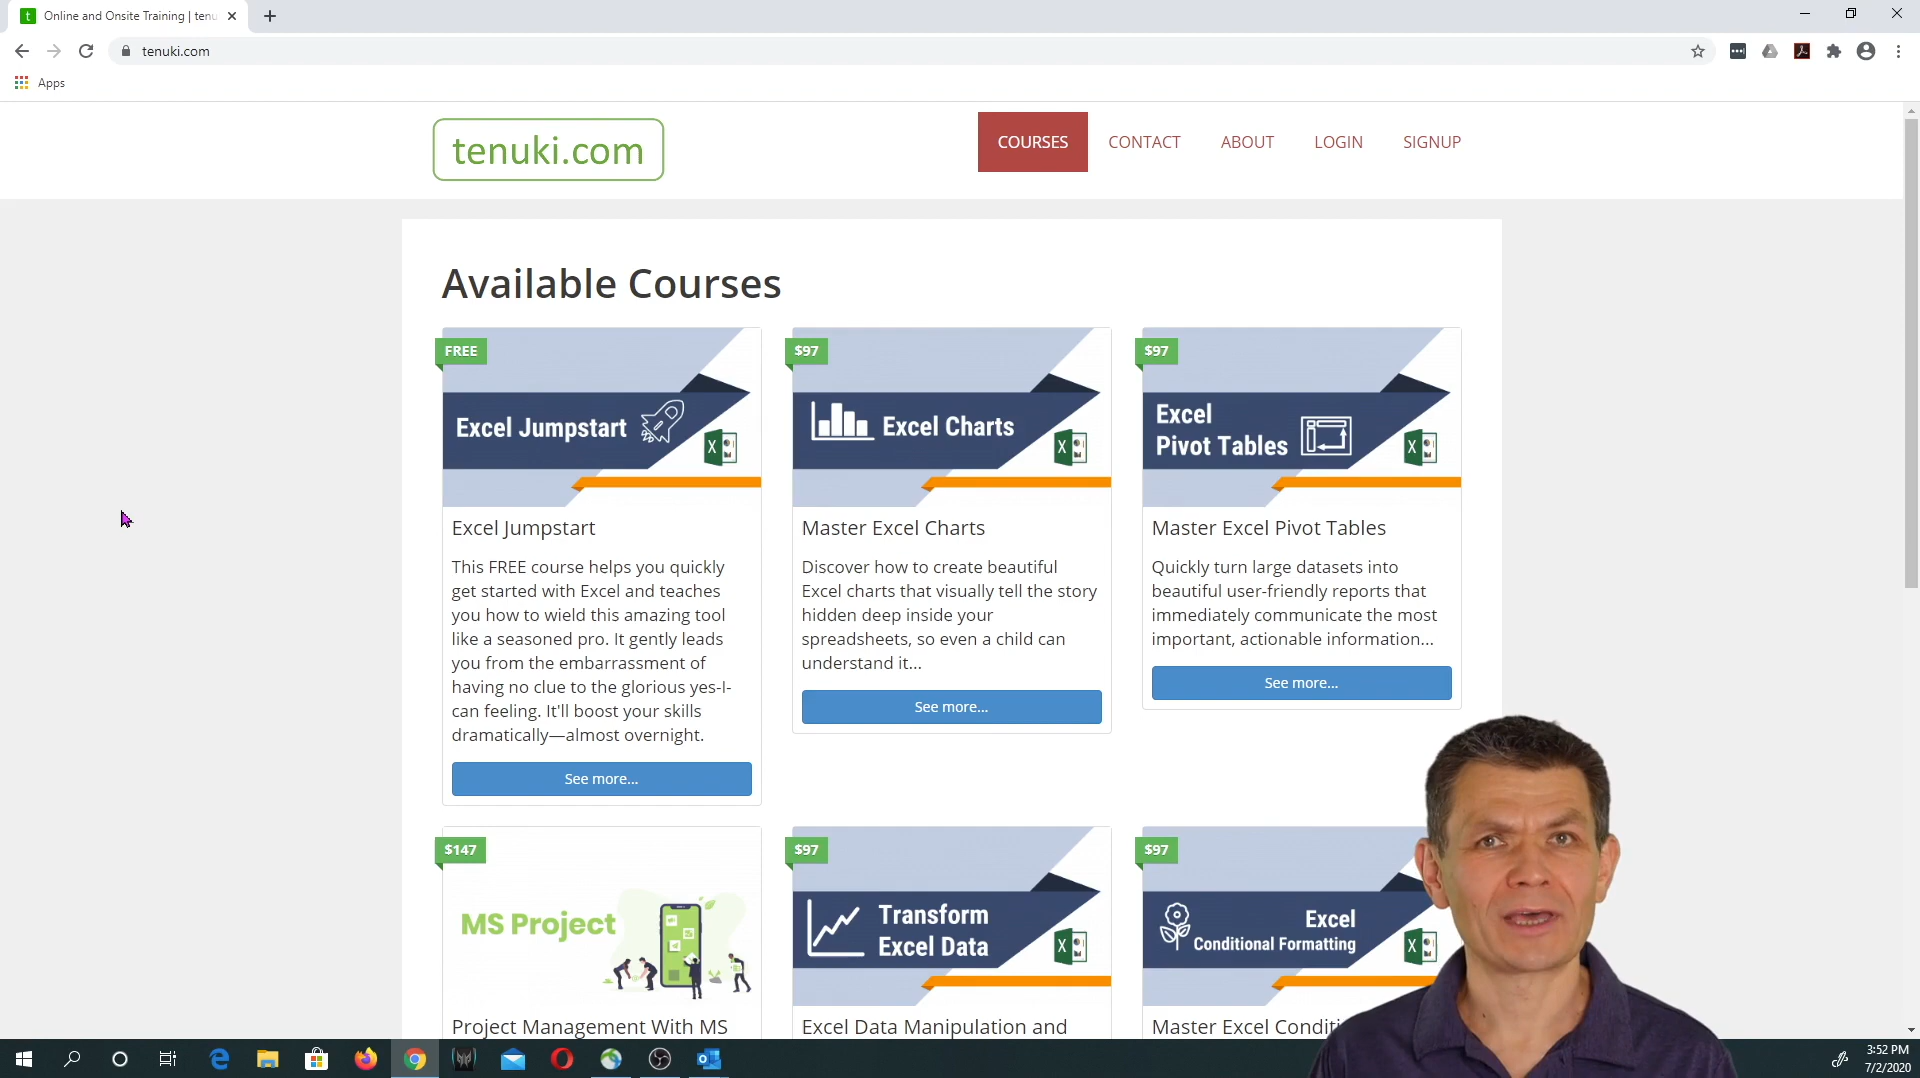 Online and Onsite Training | tenu
tenuki.com
Apps
tenuki.com
COURSES
CONTACT
ABOUT
LOGIN
SIGNUP
Available Courses
FREE
Excel Jumpstart
Excel Jumpstart
This FREE course helps you quickly
get started with Excel and teaches
you how to wield this amazing tool
like a seasoned pro. It gently leads
you from the embarrassment of
having no clue to the glorious yes-I-
can feeling. It'll boost your skills
dramatically—almost overnight.
See more...
$97
Excel Charts
Master Excel Charts
Discover how to create beautiful
Excel charts that visually tell the story
hidden deep inside your
spreadsheets, so even a child can
understand it...
See more...
$97
Excel
Pivot Tables
Master Excel Pivot Tables
Quickly turn large datasets into
beautiful user-friendly reports that
immediately communicate the most
important, actionable information...
See more...
$147
MS Project
Project Management With MS
$97
Transform
Excel Data
Excel Data Manipulation and
$97
Excel
Conditional Formatting
Master Excel Conditi
3:52 PM
7/2/2020